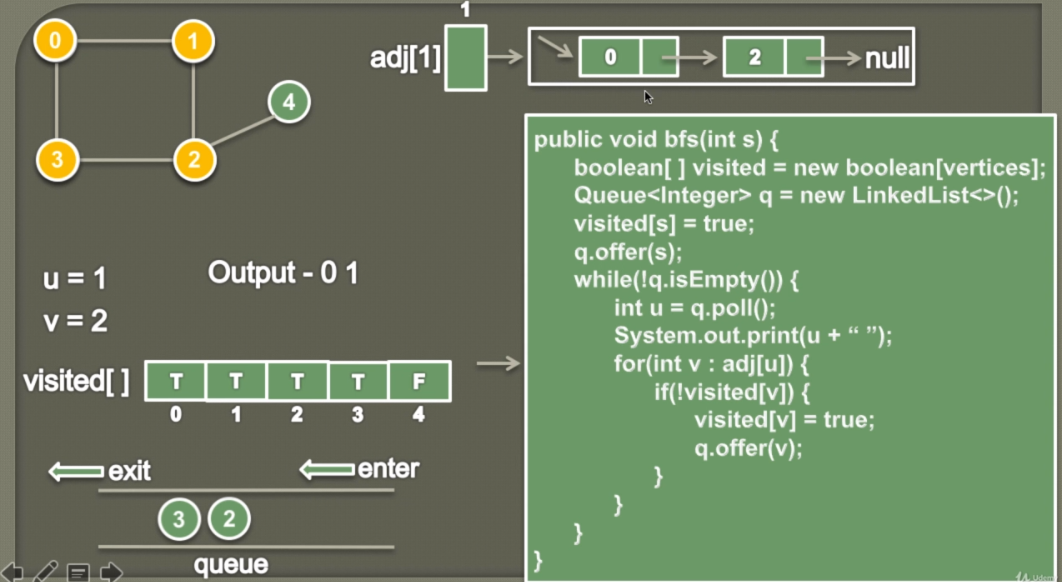 0
1
4
3
2
1
adj[1]
0
2
null
u = 1
v = 2
Output - 0 1
visited[ ]
T T T T F
0 1 2 3 4
exit
enter
3 2
queue
public void bfs(int s) {
boolean[ ] visited = new boolean[vertices];
Queue<Integer> q = new LinkedList<>();
visited[s] = true;
q.offer(s);
while(!q.isEmpty()) {
int u = q.poll();
System.out.print(u + “ ”);
for(int v : adj[u]) {
if(!visited[v]) {
visited[v] = true;
q.offer(v);
}
}
}
}
Udemy